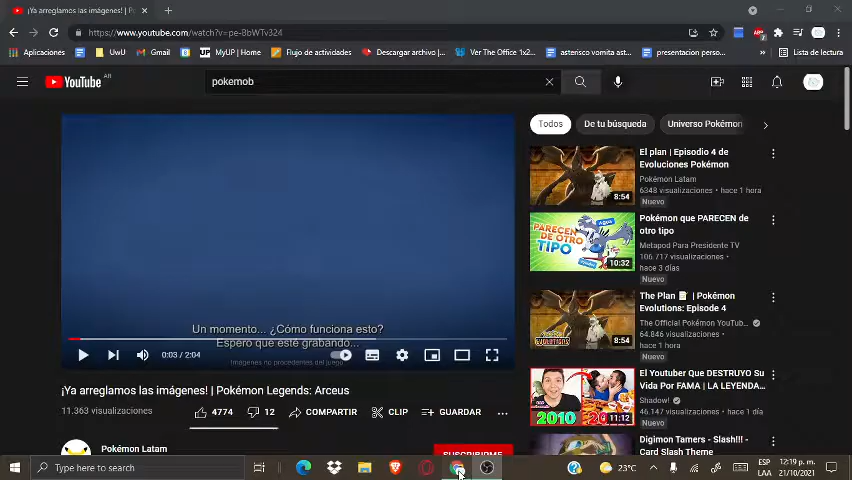 ¡Ya arreglamos las imágenes! | Po
https://www.youtube.com/watch?v=pe-BbWTv324
Aplicaciones
UwU
Gmail
MyUP | Home
Flujo de actividades
Descargar archivo |...
Ver The Office 1x2...
asterisco vomita ast...
presentacion perso...
»
Lista de lectura
YouTube AR
pokemob
Todos
De tu búsqueda
Universo Pokémon
El plan | Episodio 4 de
Evoluciones Pokémon
Pokémon Latam
6348 visualizaciones • hace 1 hora
Nuevo
8:54
PARECEN
DE OTRO
TIPO
10:32
Pokémon que PARECEN de
otro tipo
Metapod Para Presidente TV
106.717 visualizaciones •
hace 3 días
Nuevo
8:54
The Plan 📝 | Pokémon
Evolutions: Episode 4
The Official Pokémon YouTub...
64.846 visualizaciones •
hace 1 hora
Nuevo
2010
11:12
El Youtuber que DESTRUYO Su
Vida Por FAMA | LA LEYENDA...
Shadow!
46.147 visualizaciones •
hace 1 día
Nuevo
Digimon Tamers - Slash!!! -
Card Slash Theme
Un momento... ¿Cómo funciona esto?
Espero que esté grabando...
Imágenes no procedentes del juego
0:03 / 2:04
¡Ya arreglamos las imágenes! | Pokémon Legends: Arceus
11.363 visualizaciones
4774
12
COMPARTIR
CLIP
GUARDAR
Pokémon Latam
SUSCRIBIRME
Type here to search
23°C
ESP
LAA
12:19 p. m.
21/10/2021